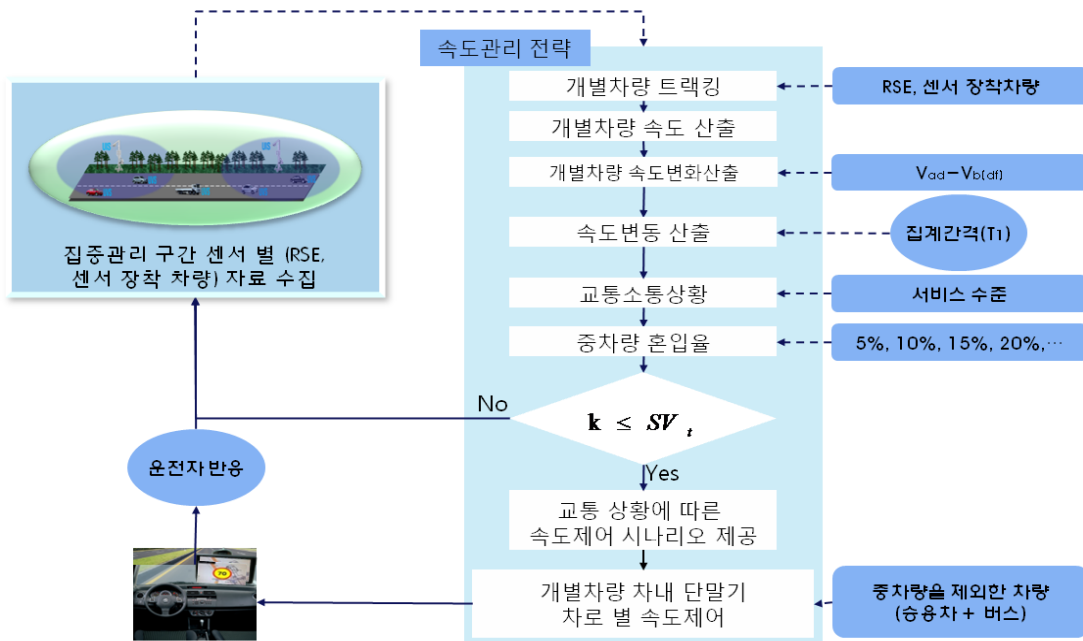 속도관리 전략
개별차량 트랙킹
RSE, 센서 장착차량
개별차량 속도 산출
개별차량 속도변화산출
Vad－Vb(df)
속도변동 산출
집계간격(T1)
집중관리 구간 센서 별 (RSE,
센서 장착 차량) 자료 수집
교통소통상황
서비스 수준
중차량 혼입율
5%, 10%, 15%, 20%,…
No
k ≤ SV t
운전자 반응
Yes
교통 상황에 따른
속도제어 시나리오 제공
70
개별차량 차내 단말기
차로 별 속도제어
중차량을 제외한 차량
(승용차 + 버스)